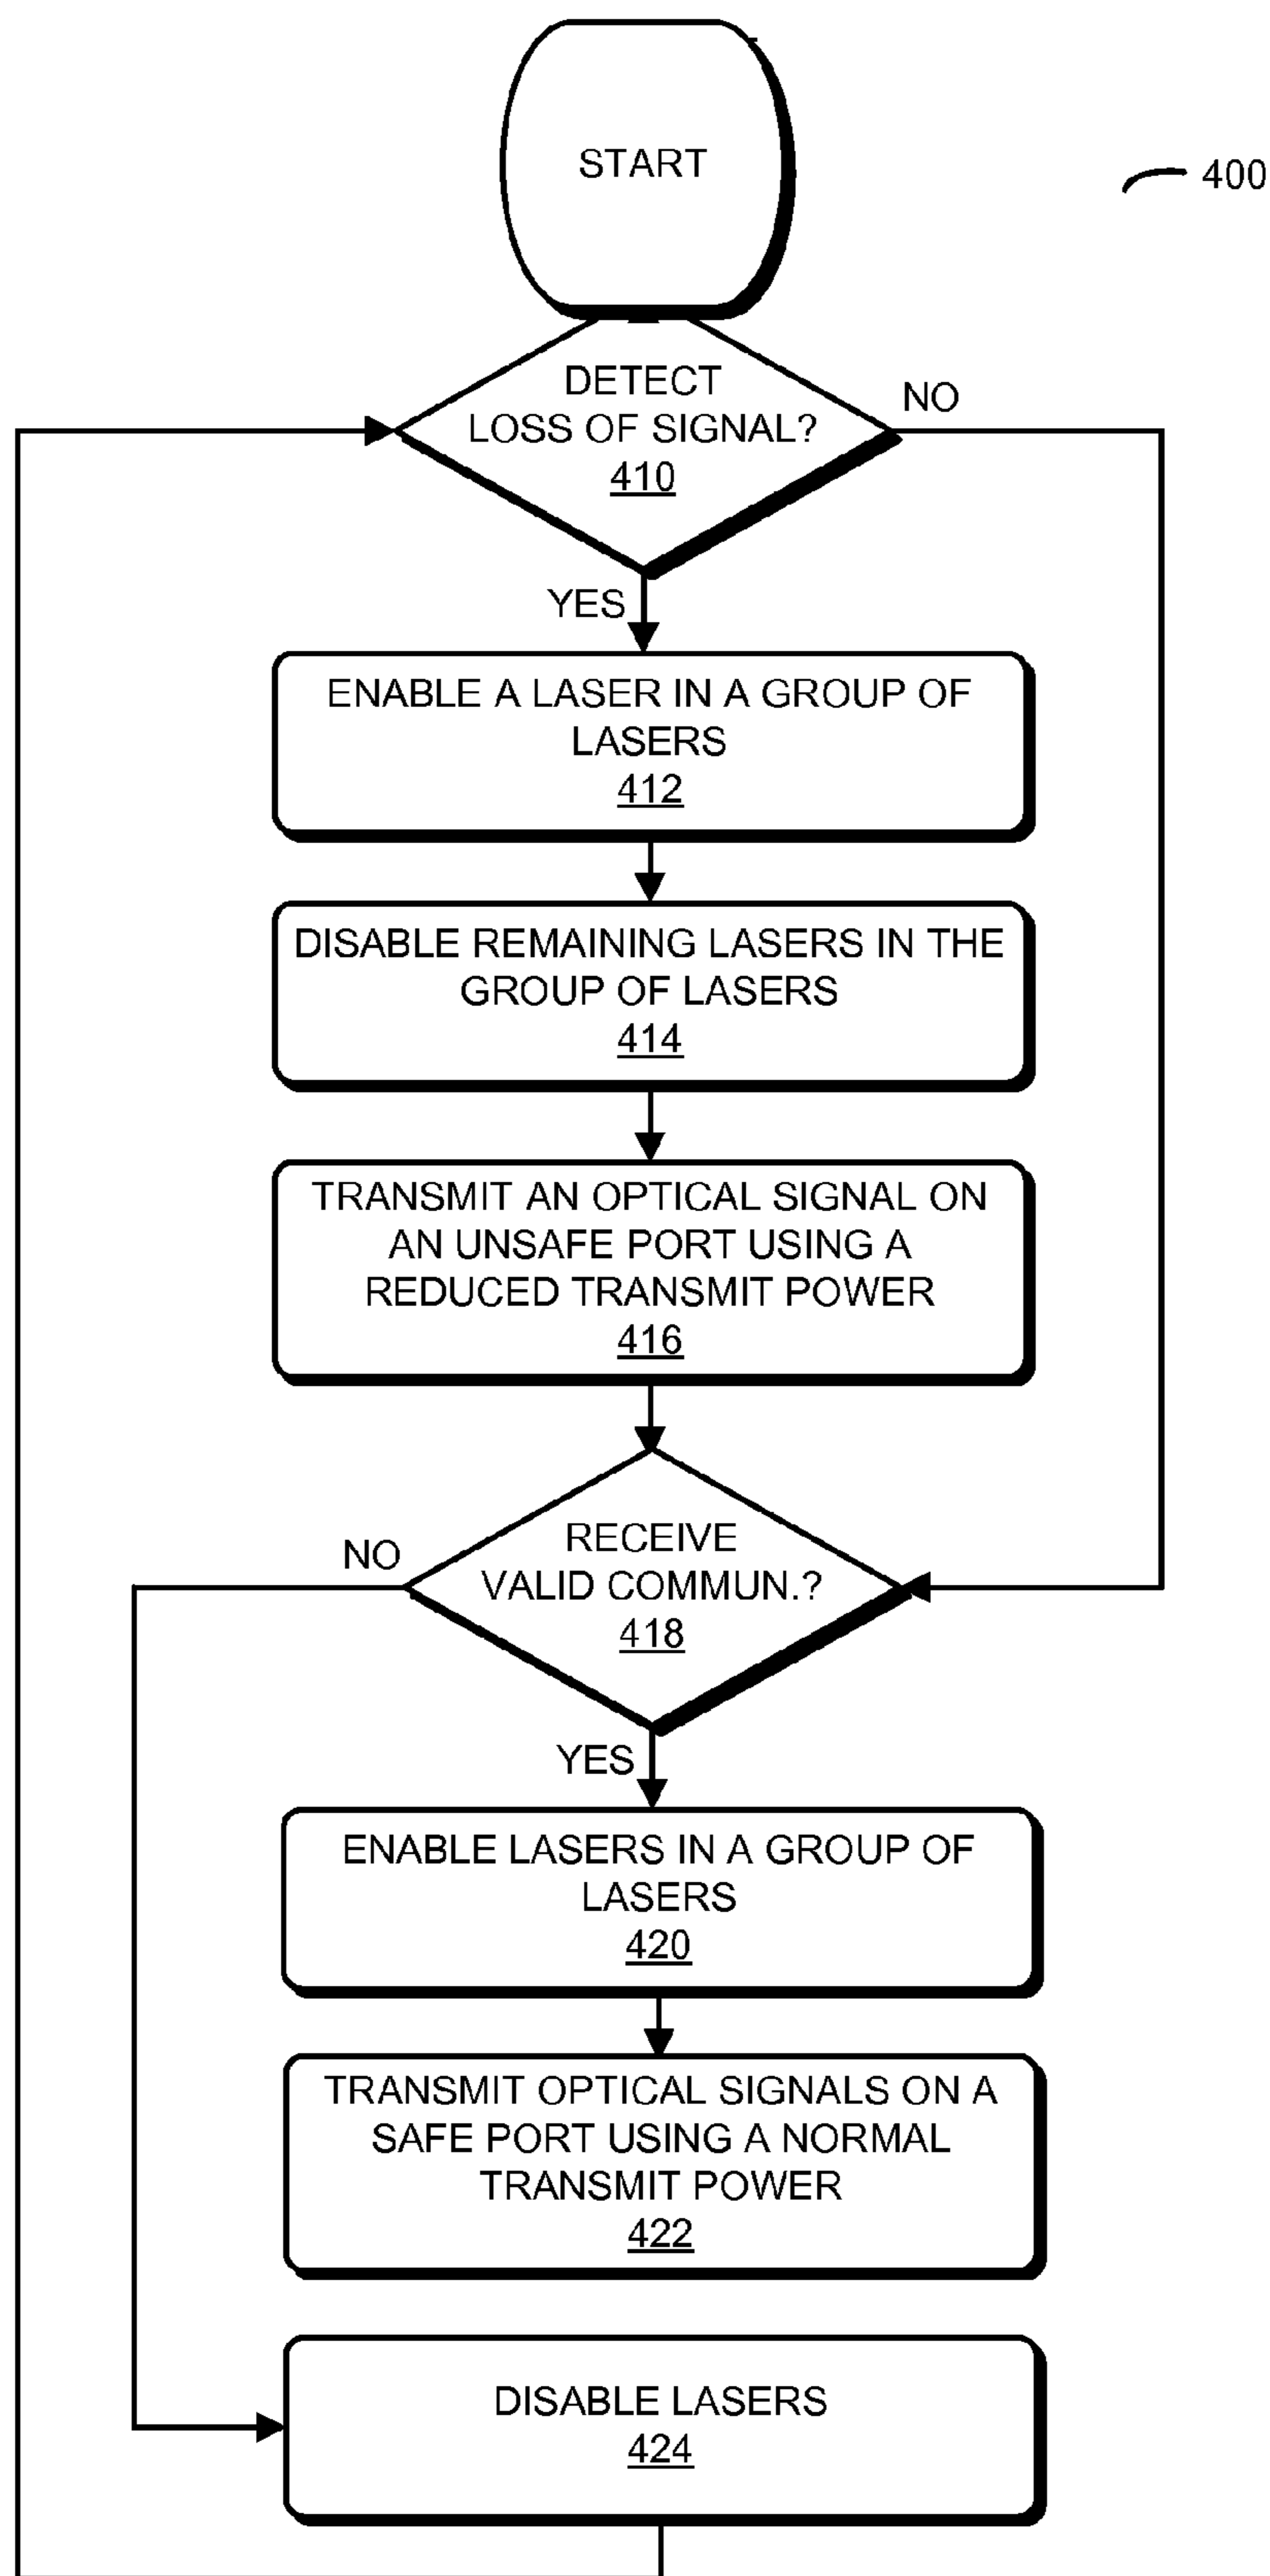 START
400
DETECT
LOSS OF SIGNAL?
410
NO
YES
ENABLE A LASER IN A GROUP OF
LASERS
412
DISABLE REMAINING LASERS IN THE
GROUP OF LASERS
414
TRANSMIT AN OPTICAL SIGNAL ON
AN UNSAFE PORT USING A
REDUCED TRANSMIT POWER
416
RECEIVE
VALID COMMUN.?
418
NO
YES
ENABLE LASERS IN A GROUP OF
LASERS
420
TRANSMIT OPTICAL SIGNALS ON A
SAFE PORT USING A NORMAL
TRANSMIT POWER
422
DISABLE LASERS
424